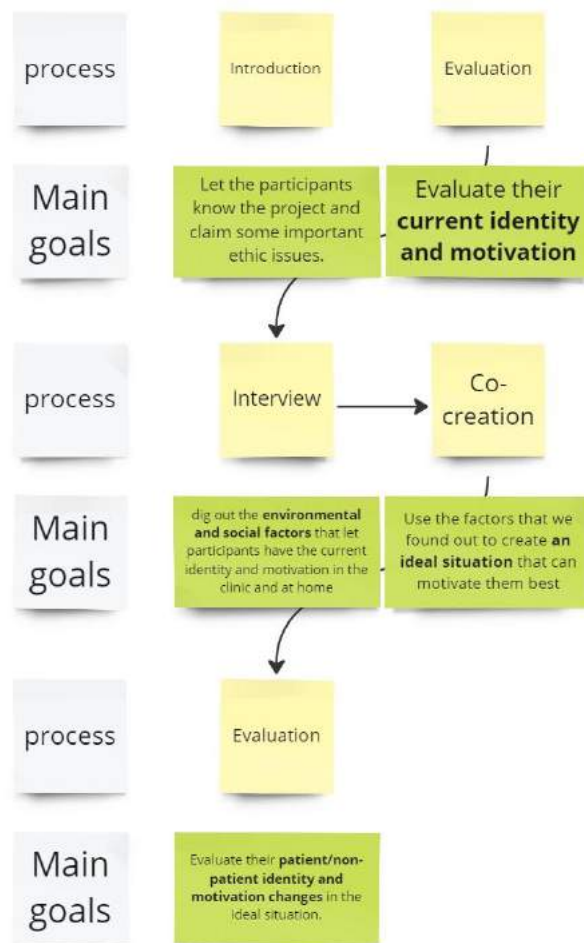 process
Introduction
Evaluation
Main
goals
Let the participants
know the project and
claim some important
ethic issues.
Evaluate their
current identity
and motivation
process
Interview
Co-
creation
Main
goals
dig out the environmental
and social factors that let
participants have the current
identity and motivation in the
clinic and at home
Use the factors that we
found out to create an
ideal situation that can
motivate them best
process
Evaluation
Main
goals
Evaluate their patient/non-
patient identity and
motivation changes in the
ideal situation.